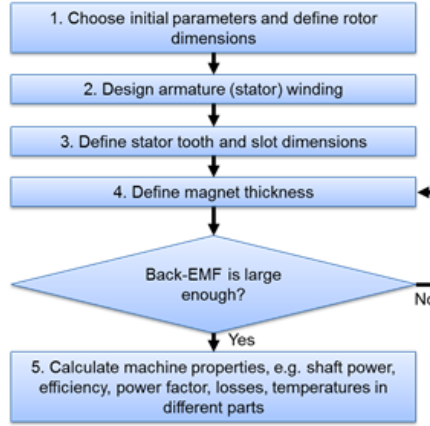 1. Choose initial parameters and define rotor
dimensions
2. Design armature (stator) winding
3. Define stator tooth and slot dimensions
4. Define magnet thickness
Back-EMF is large
enough?
Yes
5. Calculate machine properties, e.g. shaft power,
efficiency, power factor, losses, temperatures in
different parts